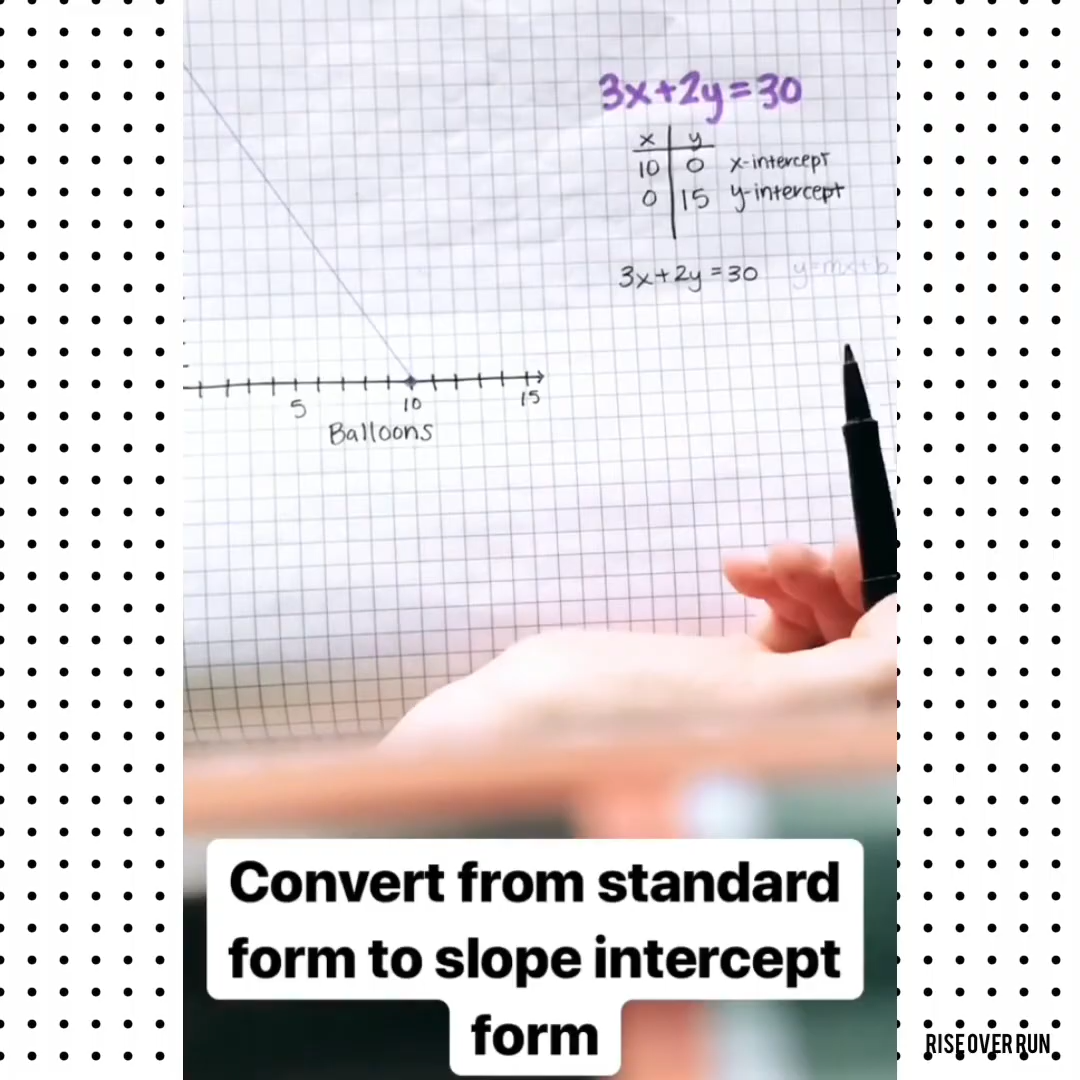 3x+2y=30
x y
10 0 x-intercept
0 15 y-intercept
3x+2y=30 y=mx+b
5 10 15
Balloons
Convert from standard
form to slope intercept
form
RISE OVER RUN